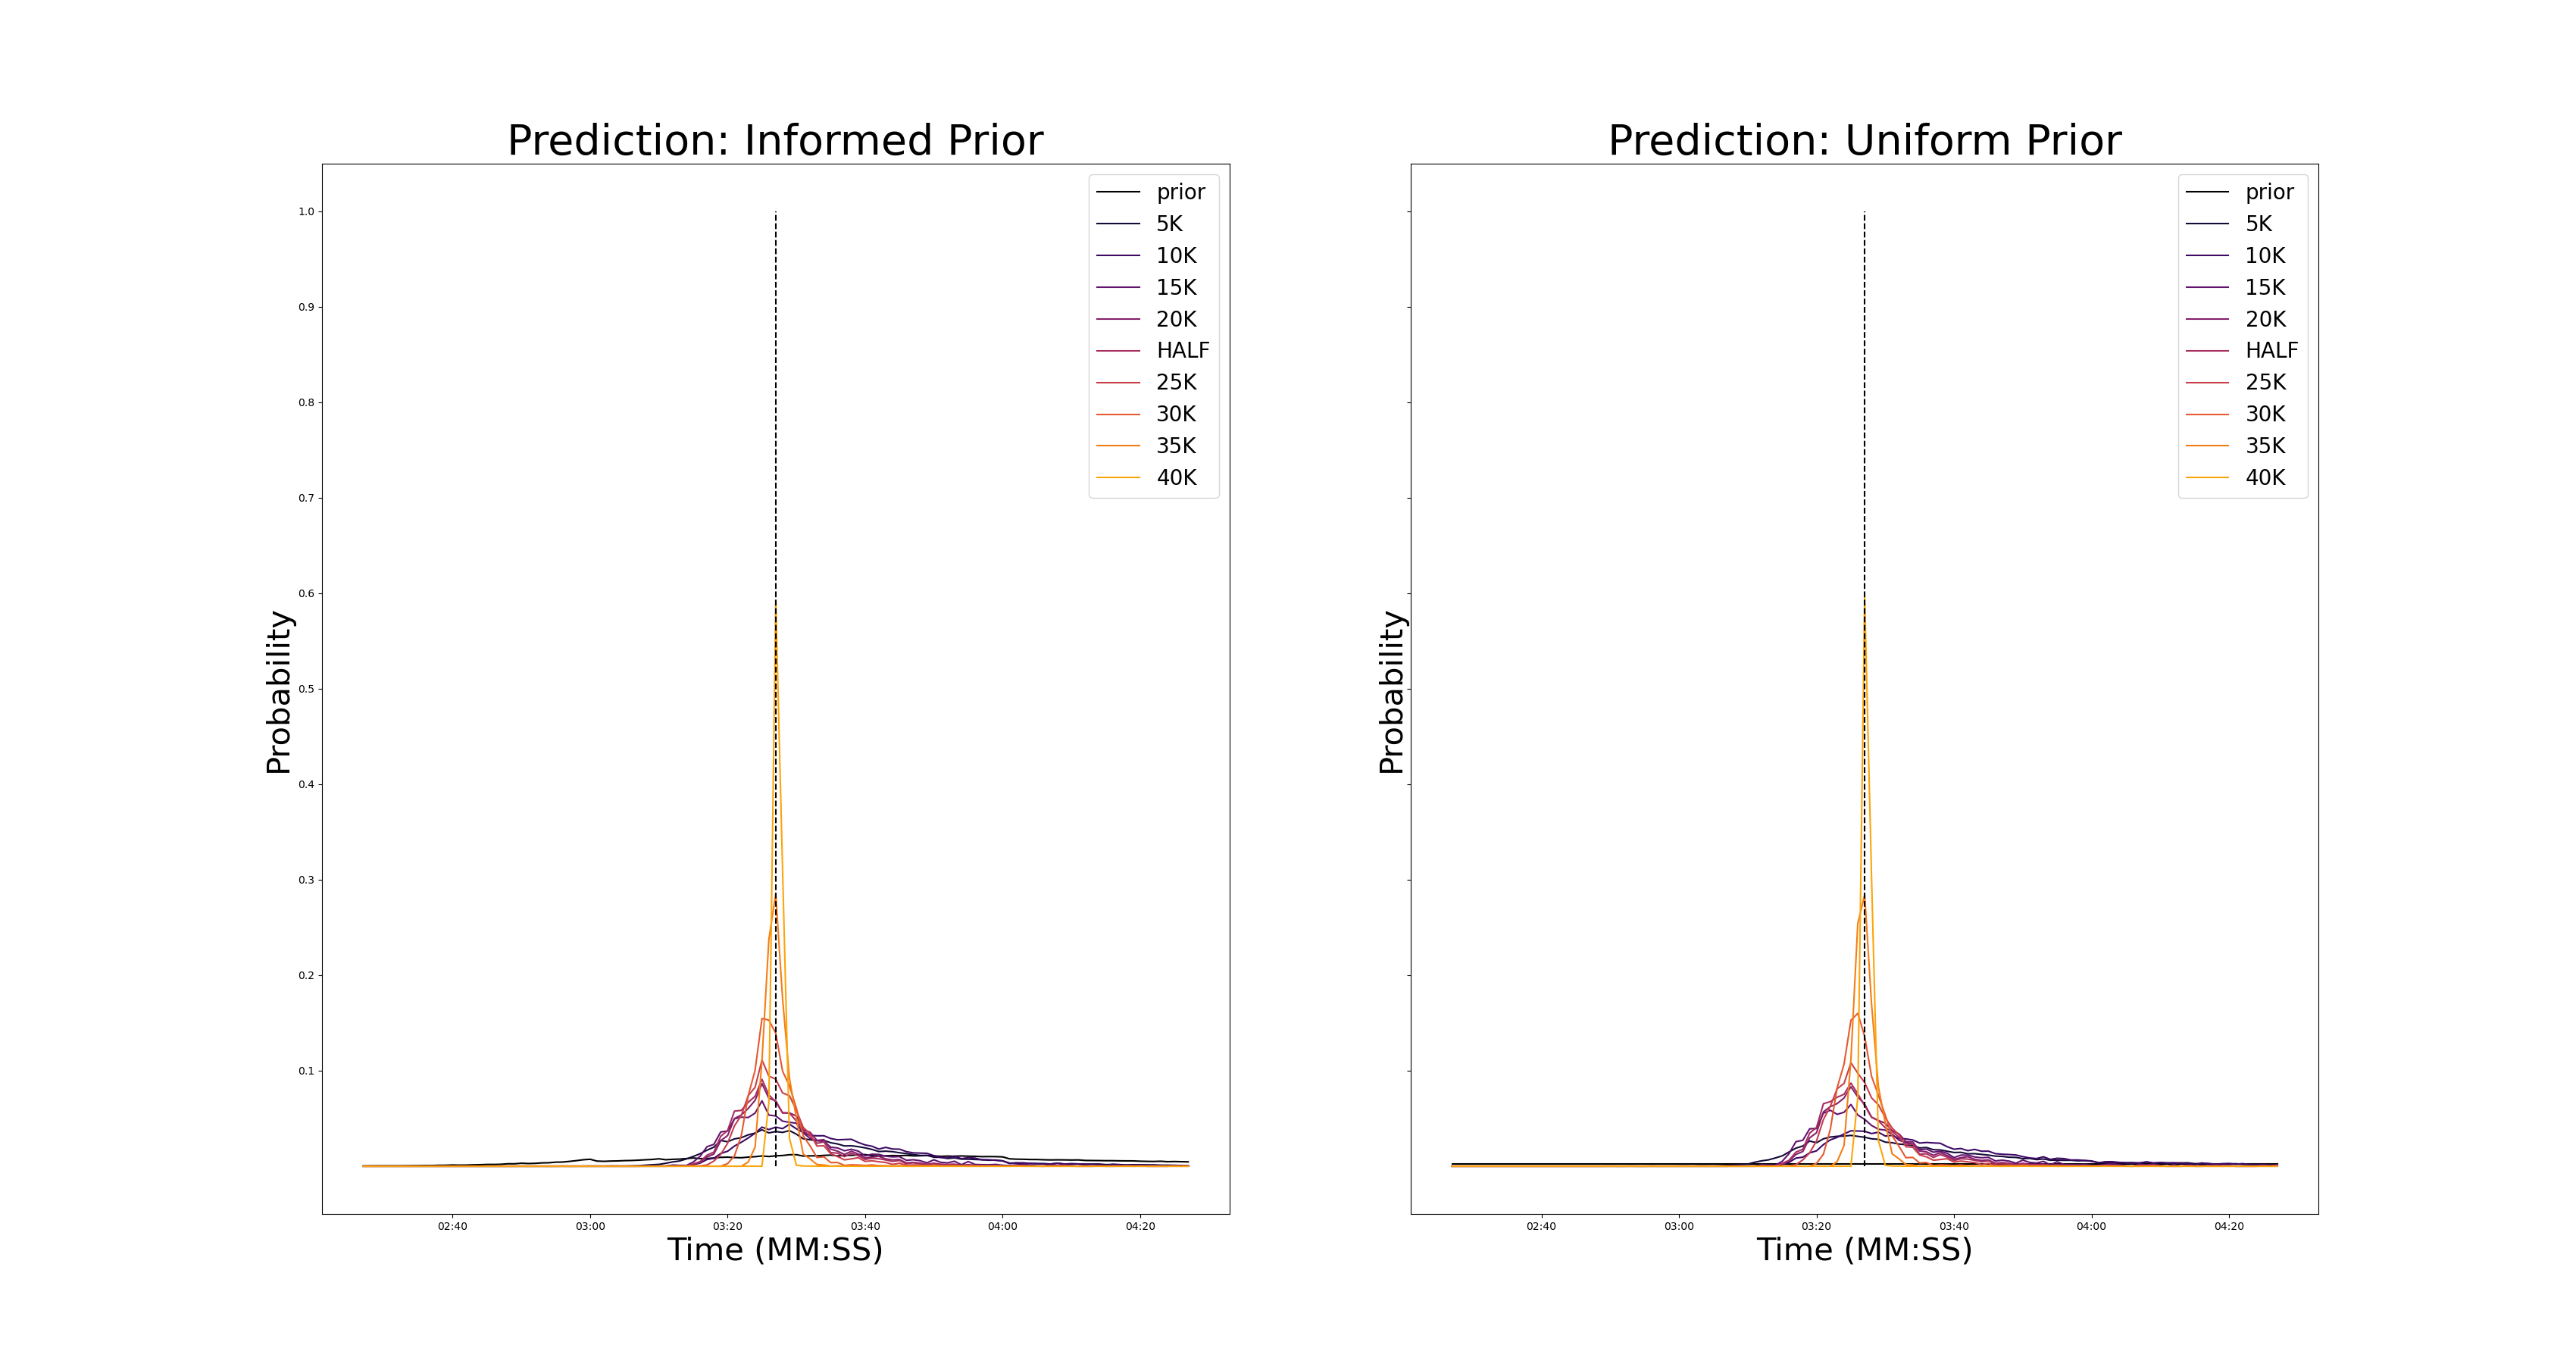 Prediction: Informed Prior
Probability
1.0
0.9
0.8
0.7
0.6
0.5
0.4
0.3
0.2
0.1
prior
5K
10K
15K
20K
HALF
25K
30K
35K
40K
02:40 03:00 03:20 03:40 04:00 04:20
Time (MM:SS)
Prediction: Uniform Prior
Probability
prior
5K
10K
15K
20K
HALF
25K
30K
35K
40K
02:40 03:00 03:20 03:40 04:00 04:20
Time (MM:SS)